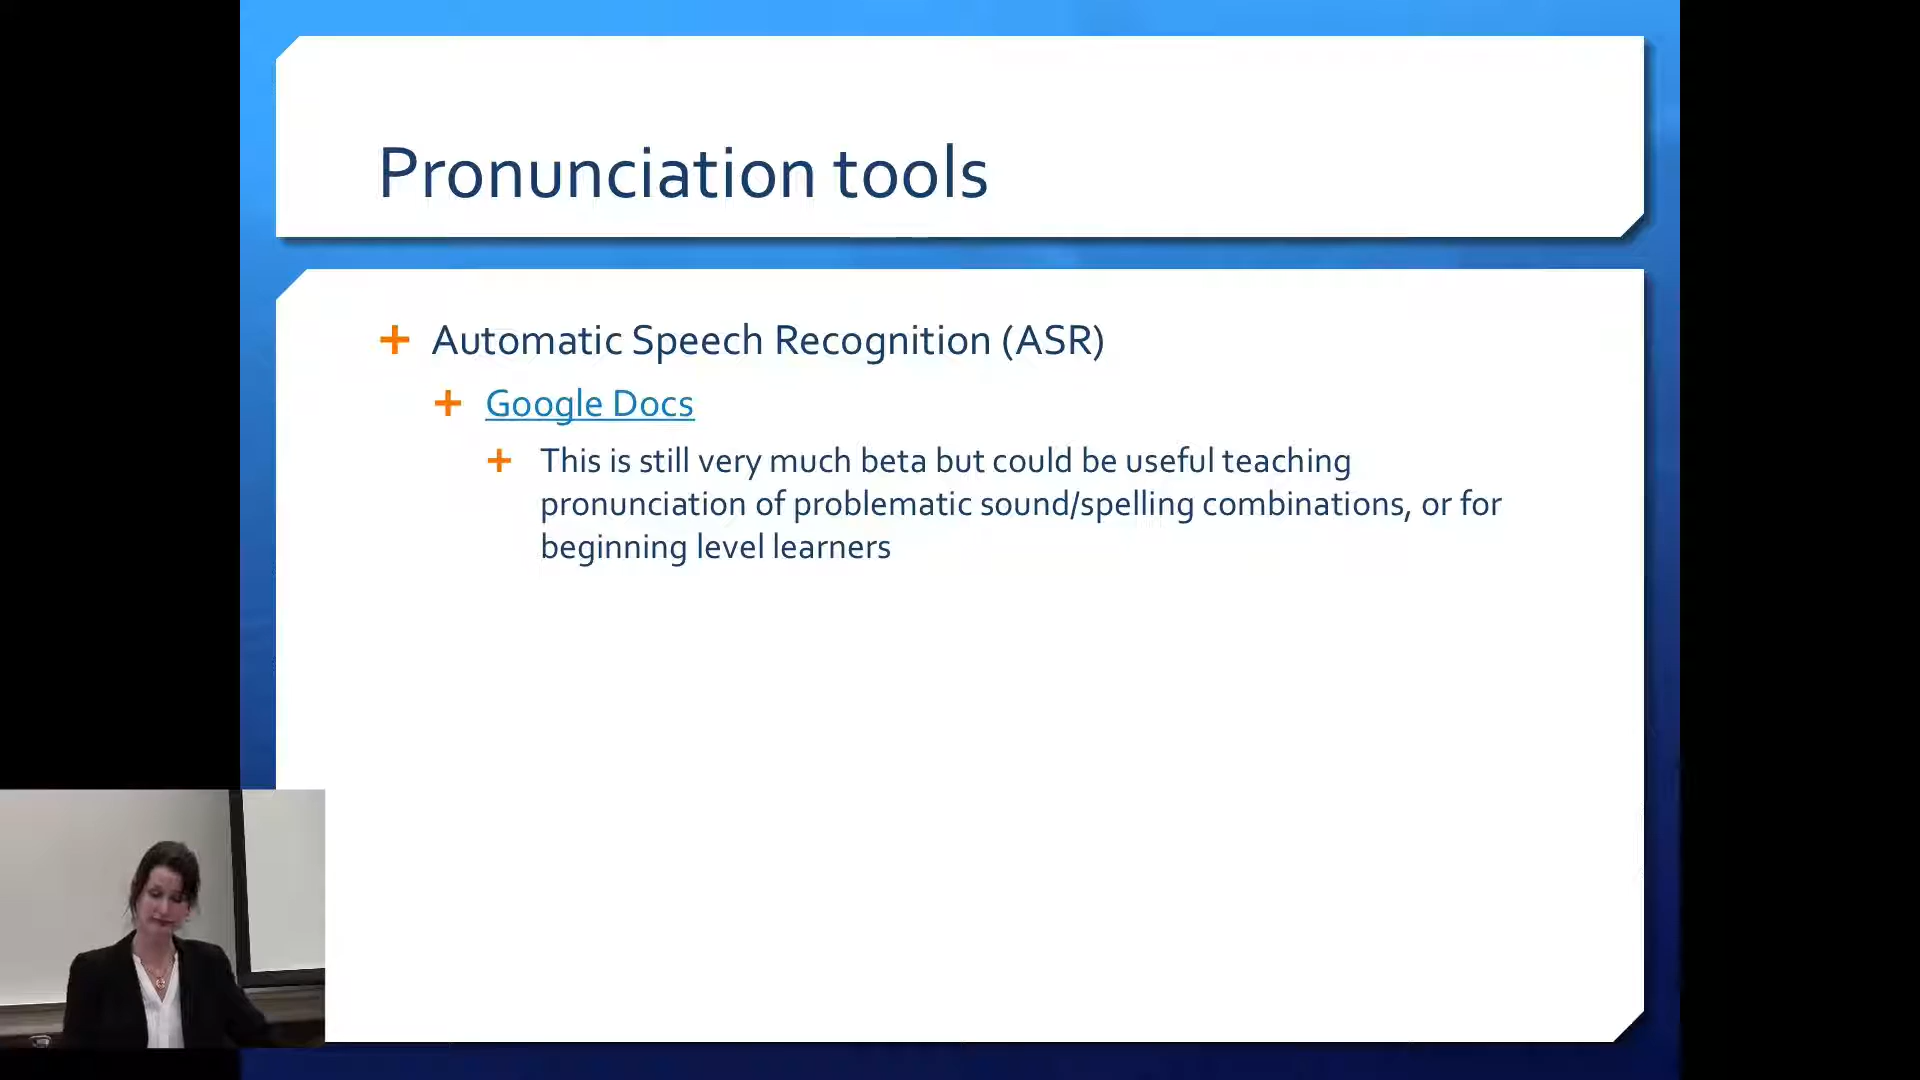 Pronunciation tools
Automatic Speech Recognition (ASR)
Google Docs
This is still very much beta but could be useful teaching
pronunciation of problematic sound/spelling combinations, or for
beginning level learners